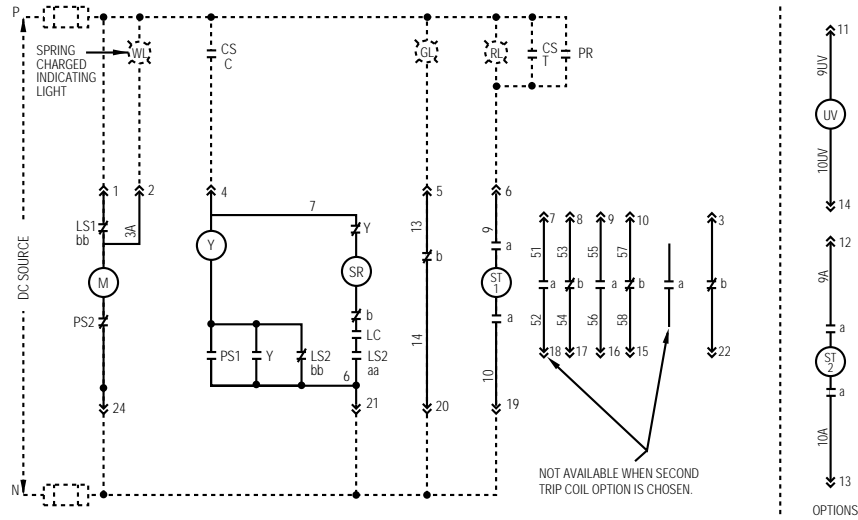 P
SPRING
CHARGED
INDICATING
LIGHT
WL
CS
C
GL
RL
CS
T
PR
11
9UV
UV
10UV
14
1
2
4
5
6
7
LS1
bb
3A
Y
Y
SR
13
b
14
9
a
ST
1
a
10
7
8
9
10
3
51
53
55
57
a
b
a
b
a
b
52
54
56
58
18
17
16
15
22
DC SOURCE
M
PS2
b
LC
PS1
Y
LS2
bb
LS2
aa
6
24
21
20
19
12
9A
a
ST
2
a
10A
13
N
NOT AVAILABLE WHEN SECOND
TRIP COIL OPTION IS CHOSEN.
OPTIONS